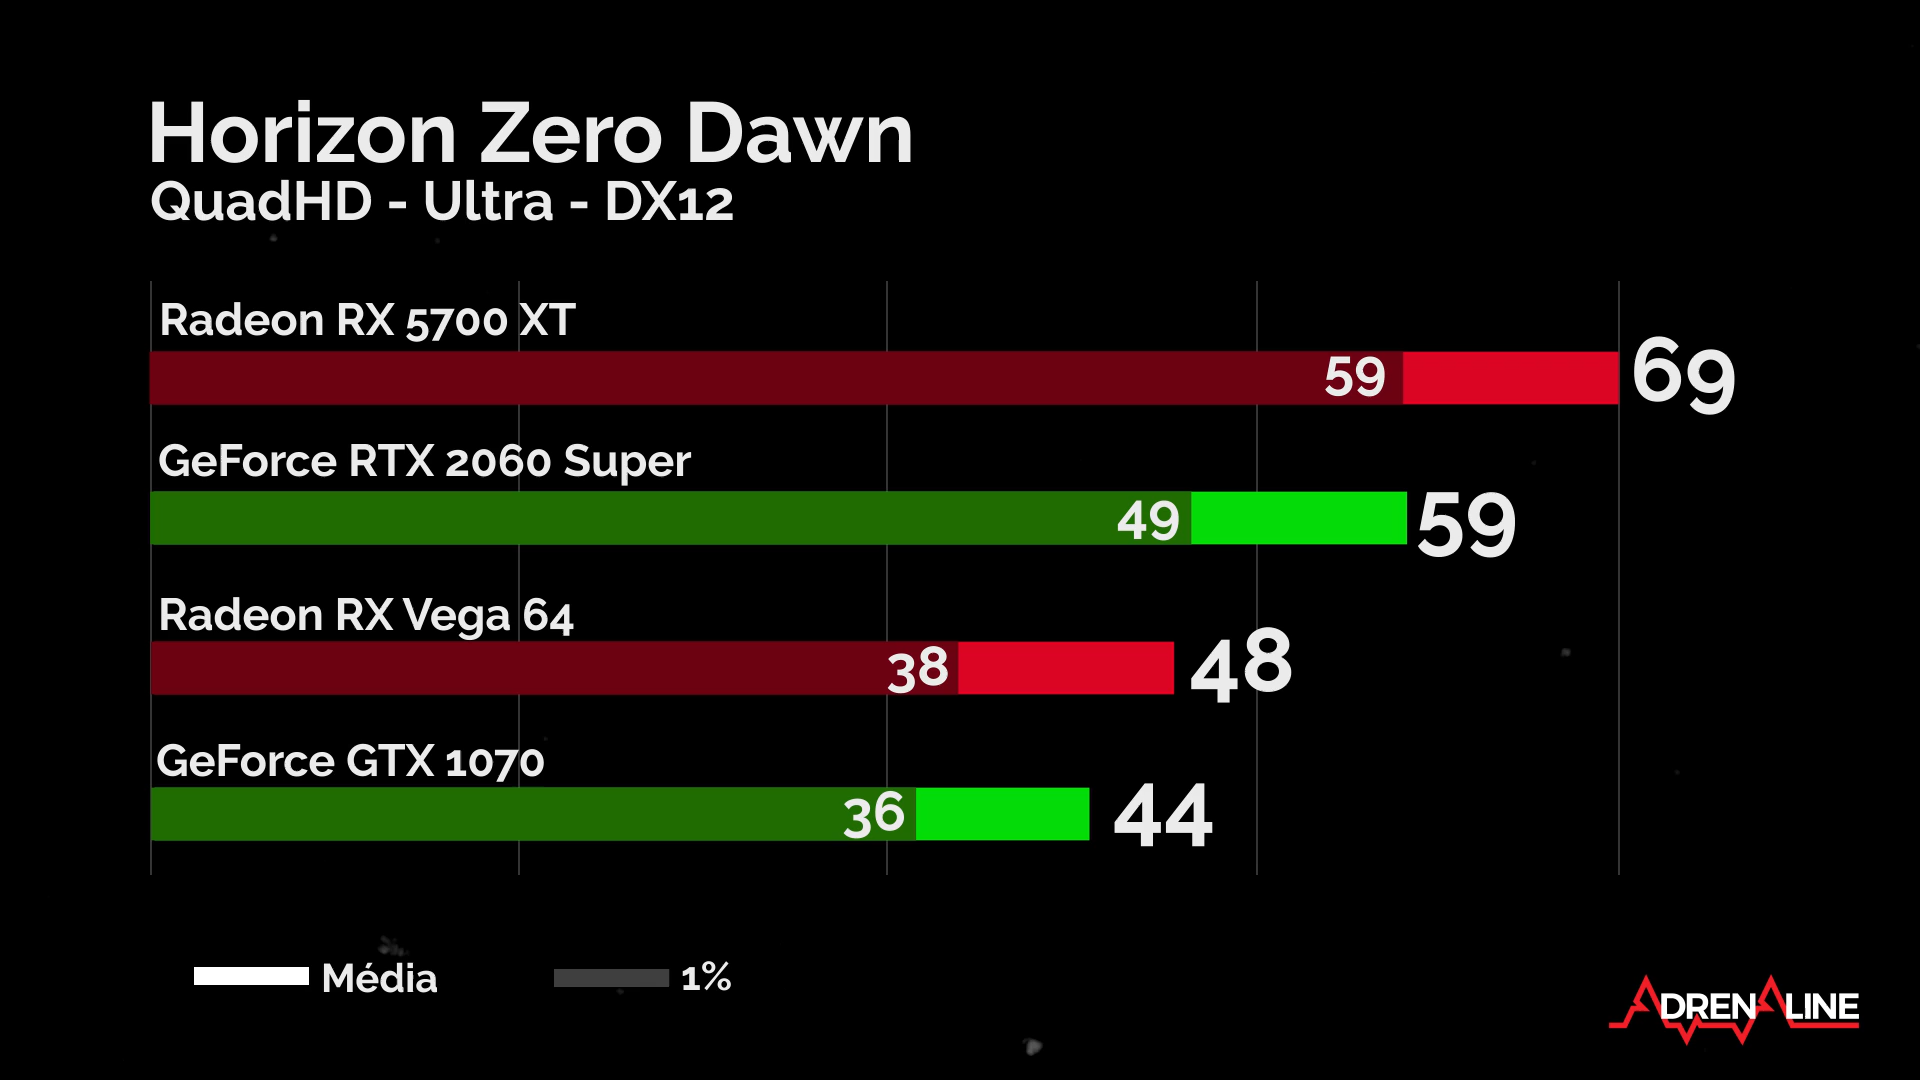 Horizon Zero Dawn
QuadHD - Ultra - DX12
Radeon RX 5700 XT
59 69
GeForce RTX 2060 Super
49 59
Radeon RX Vega 64
38 48
GeForce GTX 1070
36 44
Média 1%
ADRENALINE